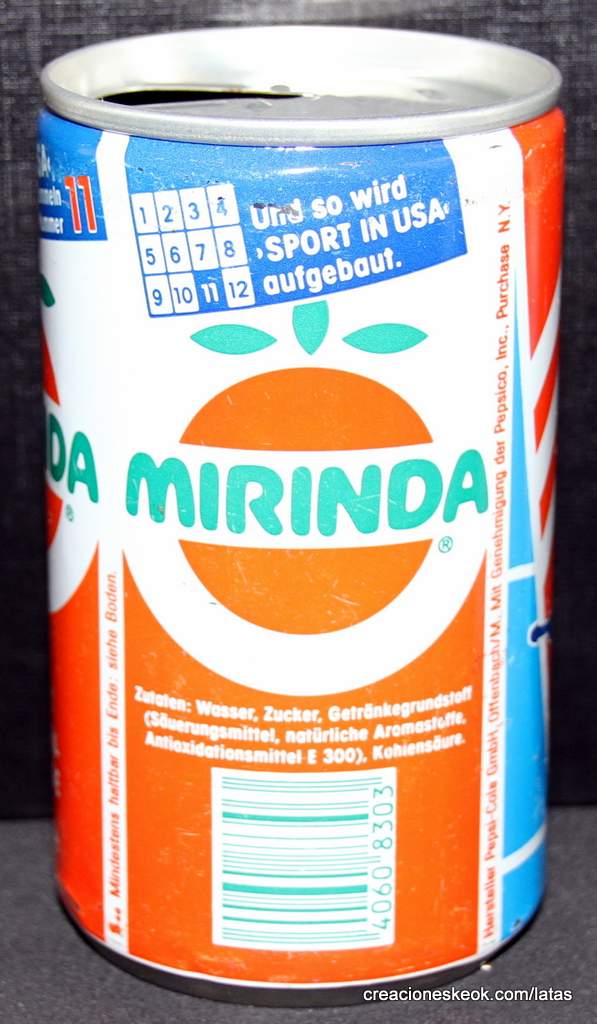 11
1 2 3 4
5 6 7 8
9 10 11 12
Und so wird
›SPORT IN USA‹
aufgebaut.
DA
®
MIRINDA
®
Zutaten: Wasser, Zucker, Getränkegrundstoff
(Säuerungsmittel, natürliche Aromastoffe,
Antioxidationsmittel E 300), Kohlensäure.
4060 8303
Mindestens haltbar bis Ende: siehe Boden.
Hersteller Pepsi-Cola GmbH, Offenbach/M. Mit Genehmigung der Pepsico, Inc., Purchase N.Y.
creacioneskeok.com/latas